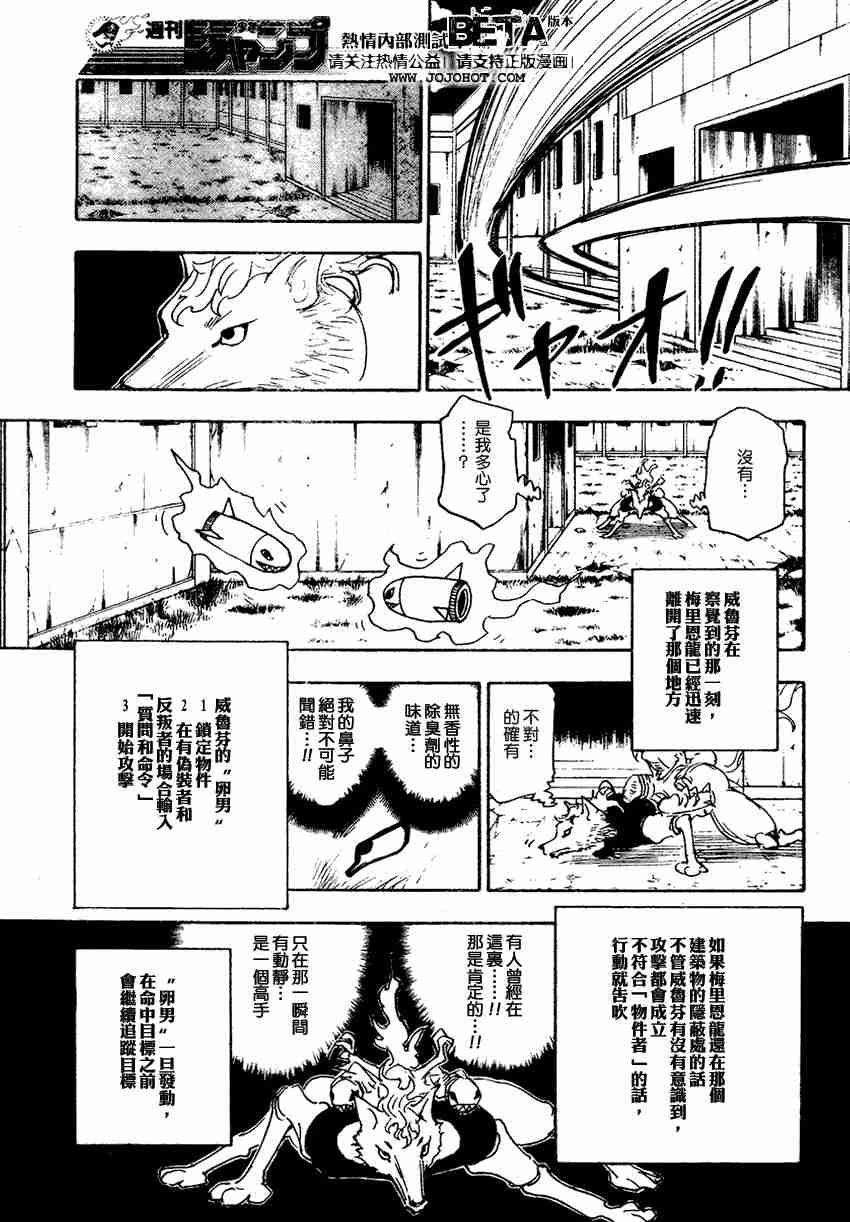 週刊
少年
ジャンプ
熱情内部測試
BETA
版本
请关注热情公益
请支持正版漫画
WWW.JOJOHOT.COM
ギャオ!!
沒有…
是我多心了
……?
威魯芬在
察覺到的那一刻，
梅里恩龍已經迅速
離開了那個地方
不對…
的確有
無香性的
除臭劑的
味道…
我的鼻子
絕對不可能
聞錯…!!
威魯芬的“卵男”
1 鎖定物件
2 在有偽裝者和
反叛者的場合輸入
「質問和命令」
3 開始攻擊
如果梅里恩龍還在那個
建築物的隱蔽處的話
不管威魯芬有沒有意識到，
攻擊都會成立
不符合「物件者」的話，
行動就告吹
有人曾經在
這裏……!!
那是肯定的…!!
只在那一瞬間
有動靜…
是一個高手
“卵男”一旦發動，
在命中目標之前
會繼續追蹤目標